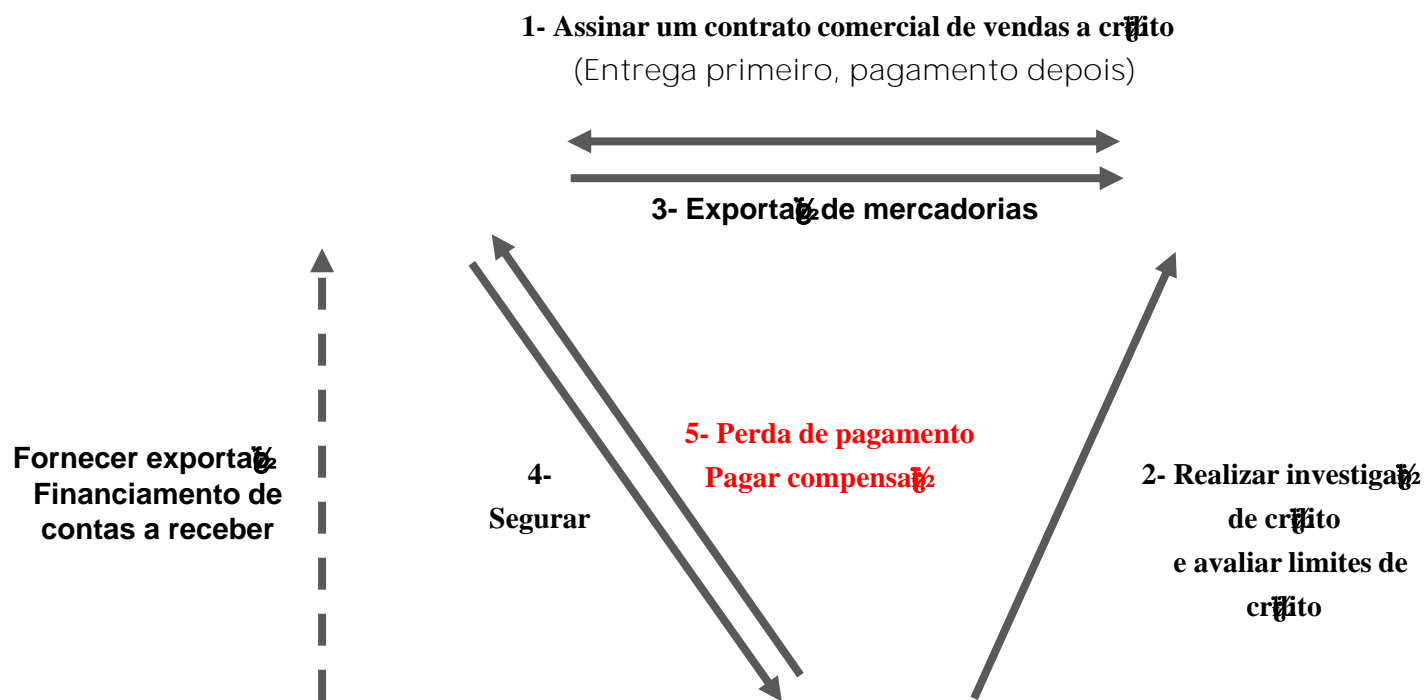 1- Assinar um contrato comercial de vendas a
(Entrega primeiro, pagamento depois)
3- de mercadorias
5- Perda de pagamento
Pagar
Fornecer
Financiamento de
contas a receber
4-
Segurar
2- Realizar
de
e avaliar limites de